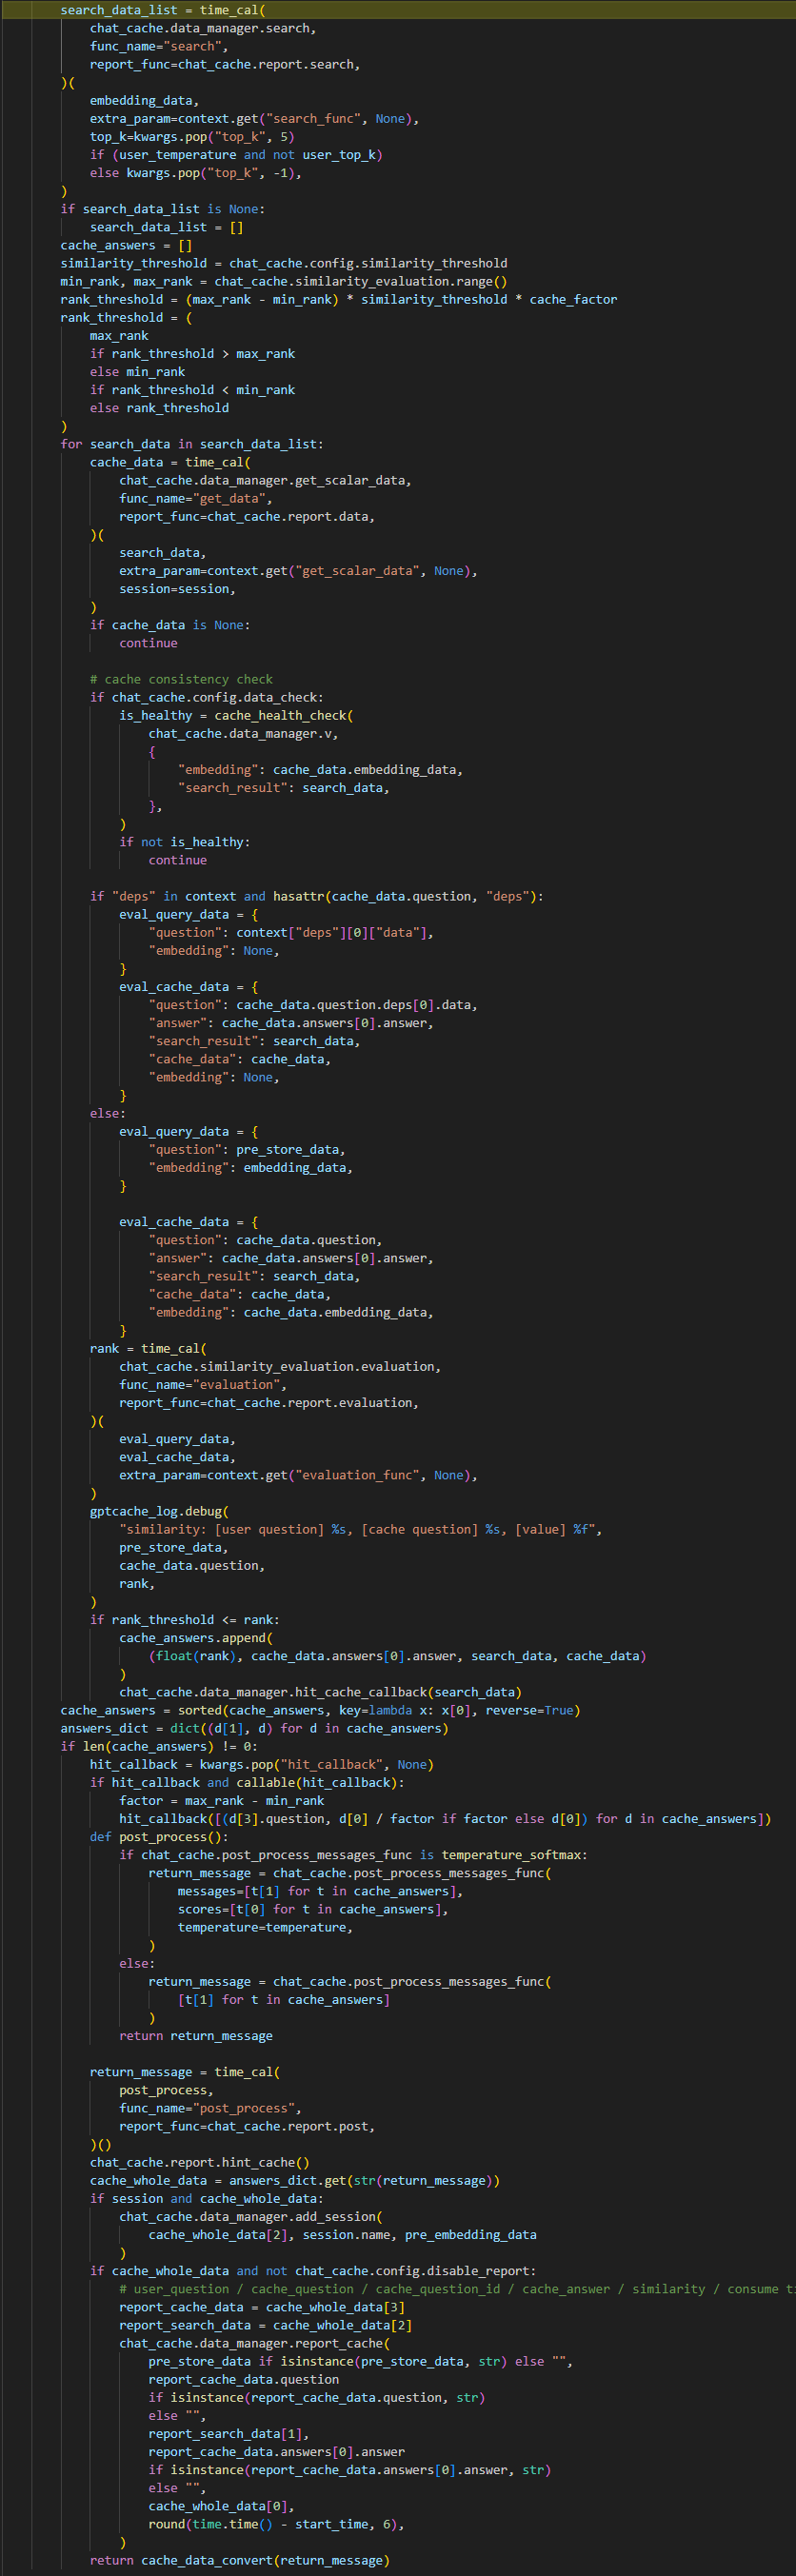 search_data_list = time_cal(
    chat_cache.data_manager.search,
    func_name="search",
    report_func=chat_cache.report.search,
)(
    embedding_data,
    extra_param=context.get("search_func", None),
    top_k=kwargs.pop("top_k", 5)
    if (user_temperature and not user_top_k)
    else kwargs.pop("top_k", -1),
)
if search_data_list is None:
    search_data_list = []
cache_answers = []
similarity_threshold = chat_cache.config.similarity_threshold
min_rank, max_rank = chat_cache.similarity_evaluation.range()
rank_threshold = (max_rank - min_rank) * similarity_threshold * cache_factor
rank_threshold = (
    max_rank
    if rank_threshold > max_rank
    else min_rank
    if rank_threshold < min_rank
    else rank_threshold
)
for search_data in search_data_list:
    cache_data = time_cal(
        chat_cache.data_manager.get_scalar_data,
        func_name="get_data",
        report_func=chat_cache.report.data,
    )(
        search_data,
        extra_param=context.get("get_scalar_data", None),
        session=session,
    )
    if cache_data is None:
        continue

    # cache consistency check
    if chat_cache.config.data_check:
        is_healthy = cache_health_check(
            chat_cache.data_manager.v,
            {
                "embedding": cache_data.embedding_data,
                "search_result": search_data,
            },
        )
        if not is_healthy:
            continue

    if "deps" in context and hasattr(cache_data.question, "deps"):
        eval_query_data = {
            "question": context["deps"][0]["data"],
            "embedding": None,
        }
        eval_cache_data = {
            "question": cache_data.question.deps[0].data,
            "answer": cache_data.answers[0].answer,
            "search_result": search_data,
            "cache_data": cache_data,
            "embedding": None,
        }
    else:
        eval_query_data = {
            "question": pre_store_data,
            "embedding": embedding_data,
        }

        eval_cache_data = {
            "question": cache_data.question,
            "answer": cache_data.answers[0].answer,
            "search_result": search_data,
            "cache_data": cache_data,
            "embedding": cache_data.embedding_data,
        }
    rank = time_cal(
        chat_cache.similarity_evaluation.evaluation,
        func_name="evaluation",
        report_func=chat_cache.report.evaluation,
    )(
        eval_query_data,
        eval_cache_data,
        extra_param=context.get("evaluation_func", None),
    )
    gptcache_log.debug(
        "similarity: [user question] %s, [cache question] %s, [value] %f",
        pre_store_data,
        cache_data.question,
        rank,
    )
    if rank_threshold <= rank:
        cache_answers.append(
            (float(rank), cache_data.answers[0].answer, search_data, cache_data)
        )
        chat_cache.data_manager.hit_cache_callback(search_data)
cache_answers = sorted(cache_answers, key=lambda x: x[0], reverse=True)
answers_dict = dict((d[1], d) for d in cache_answers)
if len(cache_answers) != 0:
    hit_callback = kwargs.pop("hit_callback", None)
    if hit_callback and callable(hit_callback):
        factor = max_rank - min_rank
        hit_callback([(d[3].question, d[0] / factor if factor else d[0]) for d in cache_answers])
    def post_process():
        if chat_cache.post_process_messages_func is temperature_softmax:
            return_message = chat_cache.post_process_messages_func(
                messages=[t[1] for t in cache_answers],
                scores=[t[0] for t in cache_answers],
                temperature=temperature,
            )
        else:
            return_message = chat_cache.post_process_messages_func(
                [t[1] for t in cache_answers]
            )
        return return_message

    return_message = time_cal(
        post_process,
        func_name="post_process",
        report_func=chat_cache.report.post,
    )()
    chat_cache.report.hint_cache()
    cache_whole_data = answers_dict.get(str(return_message))
    if session and cache_whole_data:
        chat_cache.data_manager.add_session(
            cache_whole_data[2], session.name, pre_embedding_data
        )
    if cache_whole_data and not chat_cache.config.disable_report:
        # user_question / cache_question / cache_question_id / cache_answer / similarity / consume
        report_cache_data = cache_whole_data[3]
        report_search_data = cache_whole_data[2]
        chat_cache.data_manager.report_cache(
            pre_store_data if isinstance(pre_store_data, str) else "",
            report_cache_data.question
            if isinstance(report_cache_data.question, str)
            else "",
            report_search_data[1],
            report_cache_data.answers[0].answer
            if isinstance(report_cache_data.answers[0].answer, str)
            else "",
            cache_whole_data[0],
            round(time.time() - start_time, 6),
        )
    return cache_data_convert(return_message)